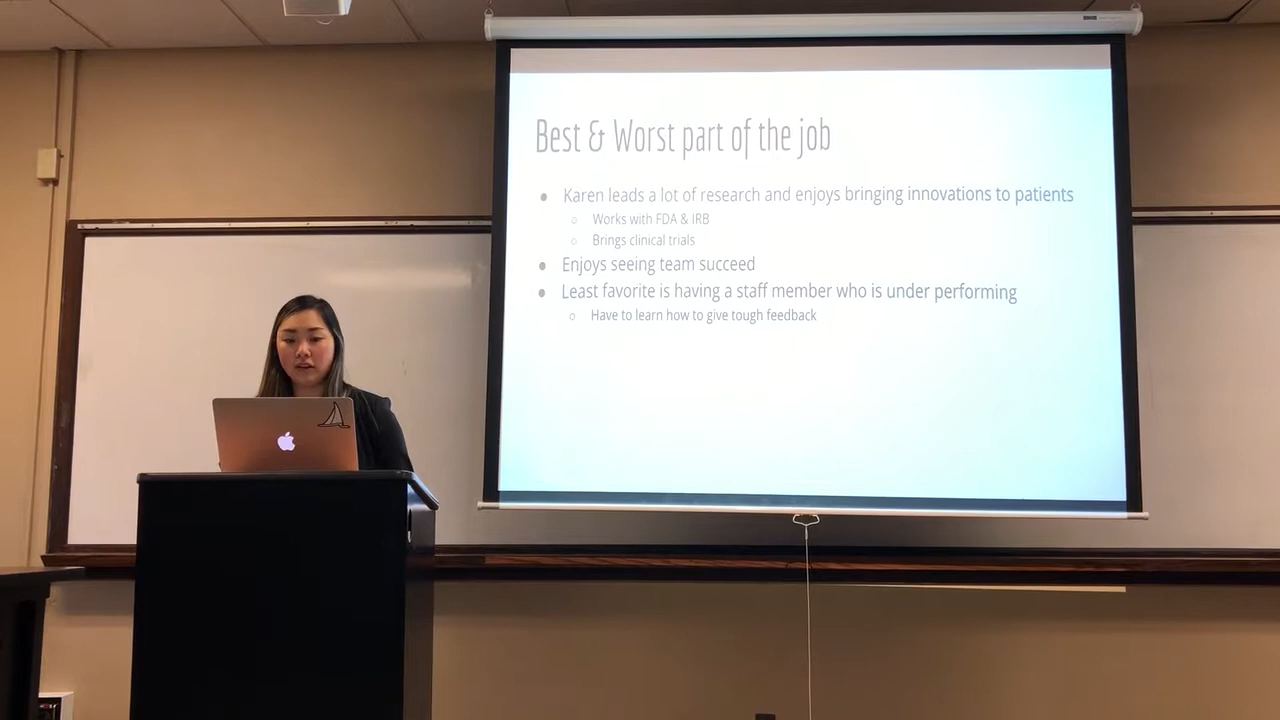 Best & Worst part of the job
Karen leads a lot of research and enjoys bringing innovations to patients
Works with FDA & IRB
Brings clinical trials
Enjoys seeing team succeed
Least favorite is having a staff member who is under performing
Have to learn how to give tough feedback